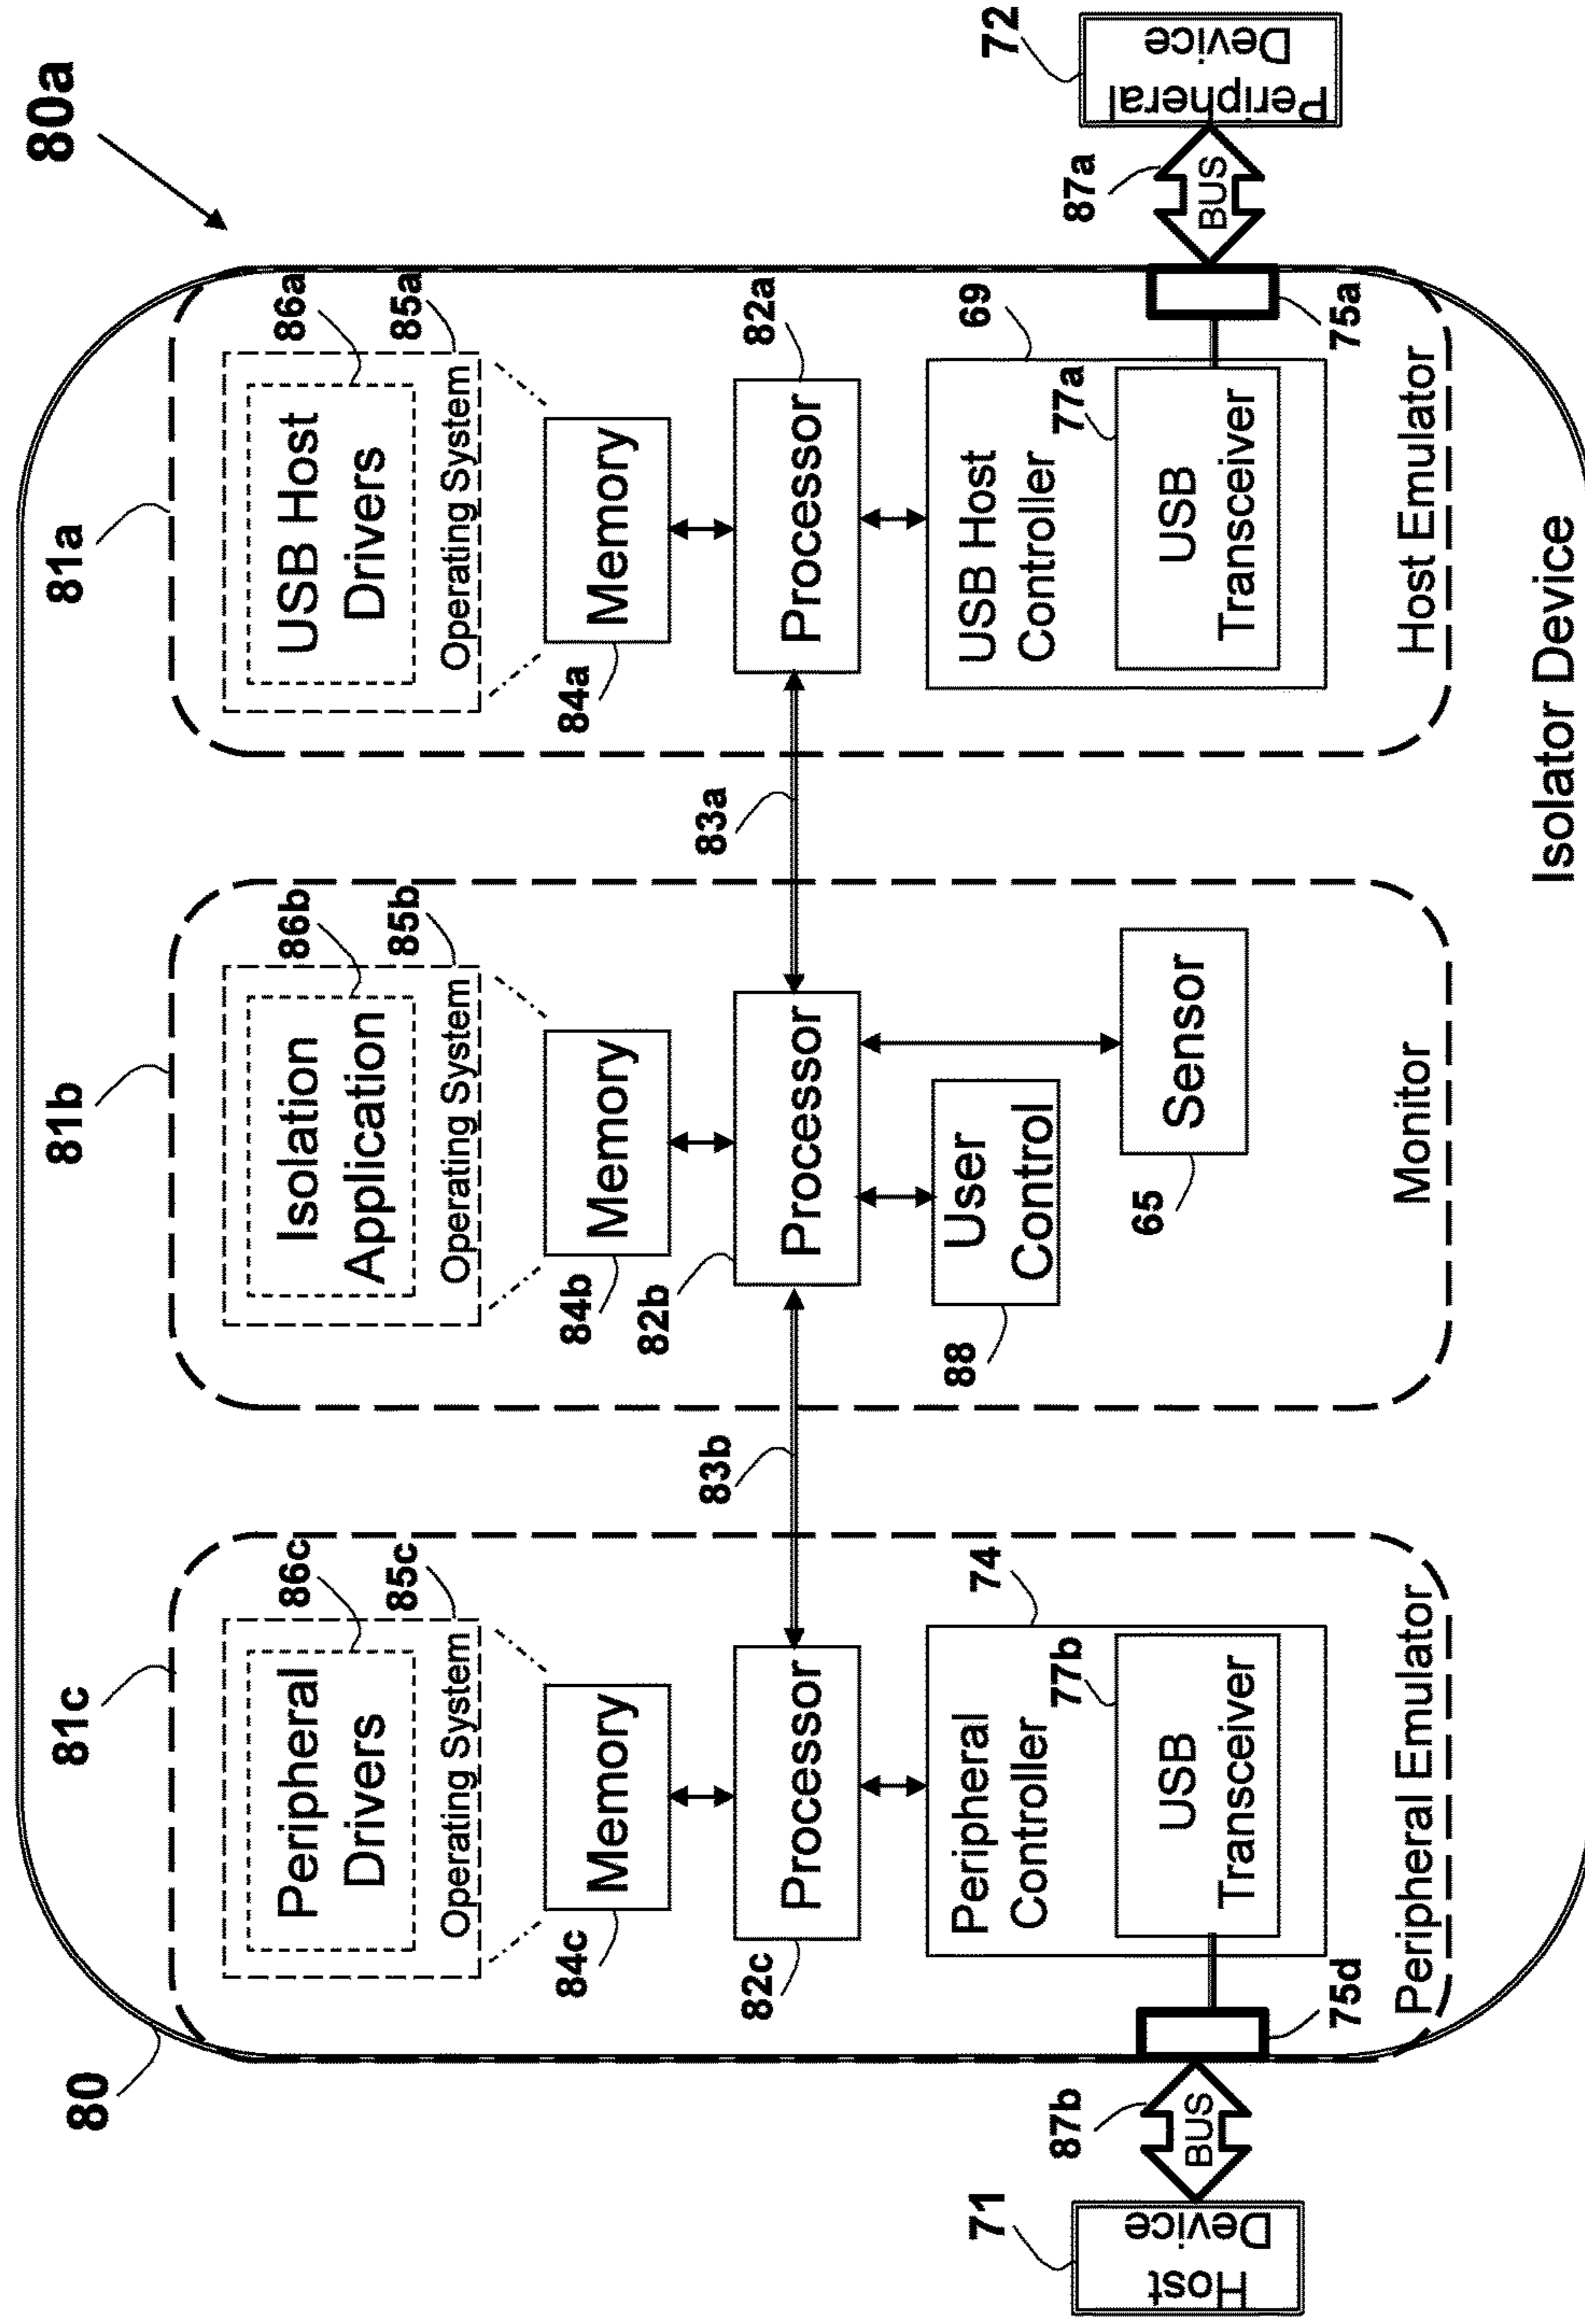 80a
80
81c
81b
81a
86c
Peripheral
Drivers
85c
Operating System
86b
Isolation
Application
85b
Operating System
86a
USB Host
Drivers
85a
Operating System
84c
Memory
84b
Memory
84a
Memory
82c
Processor
83b
82b
Processor
83a
Processor
82a
74
Peripheral
Controller
77b
USB
Transceiver
88
User
Control
65
Sensor
69
USB Host
Controller
77a
USB
Transceiver
71
Host
Device
87b
BUS
75d
75a
87a
BUS
72
Peripheral
Device
Peripheral Emulator
Monitor
Host Emulator
Isolator Device